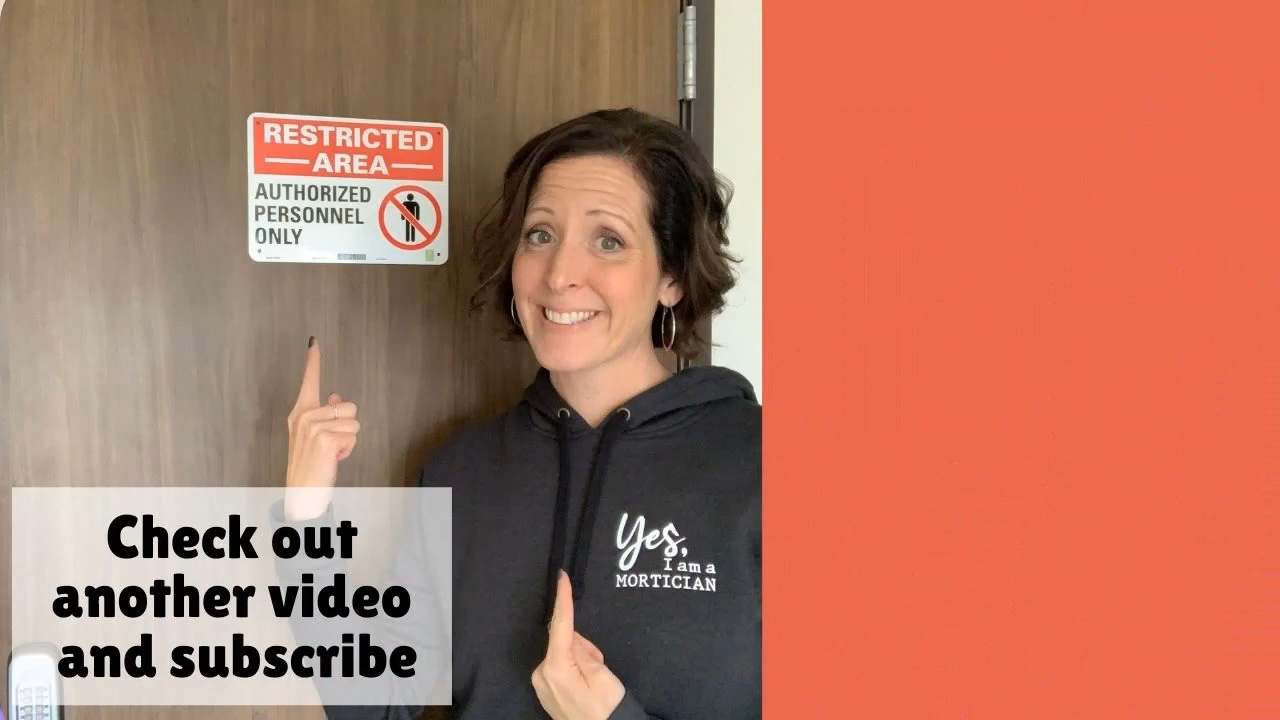 RESTRICTED
AREA
AUTHORIZED
PERSONNEL
ONLY
Yes,
I am a
MORTICIAN
Check out
another video
and subscribe